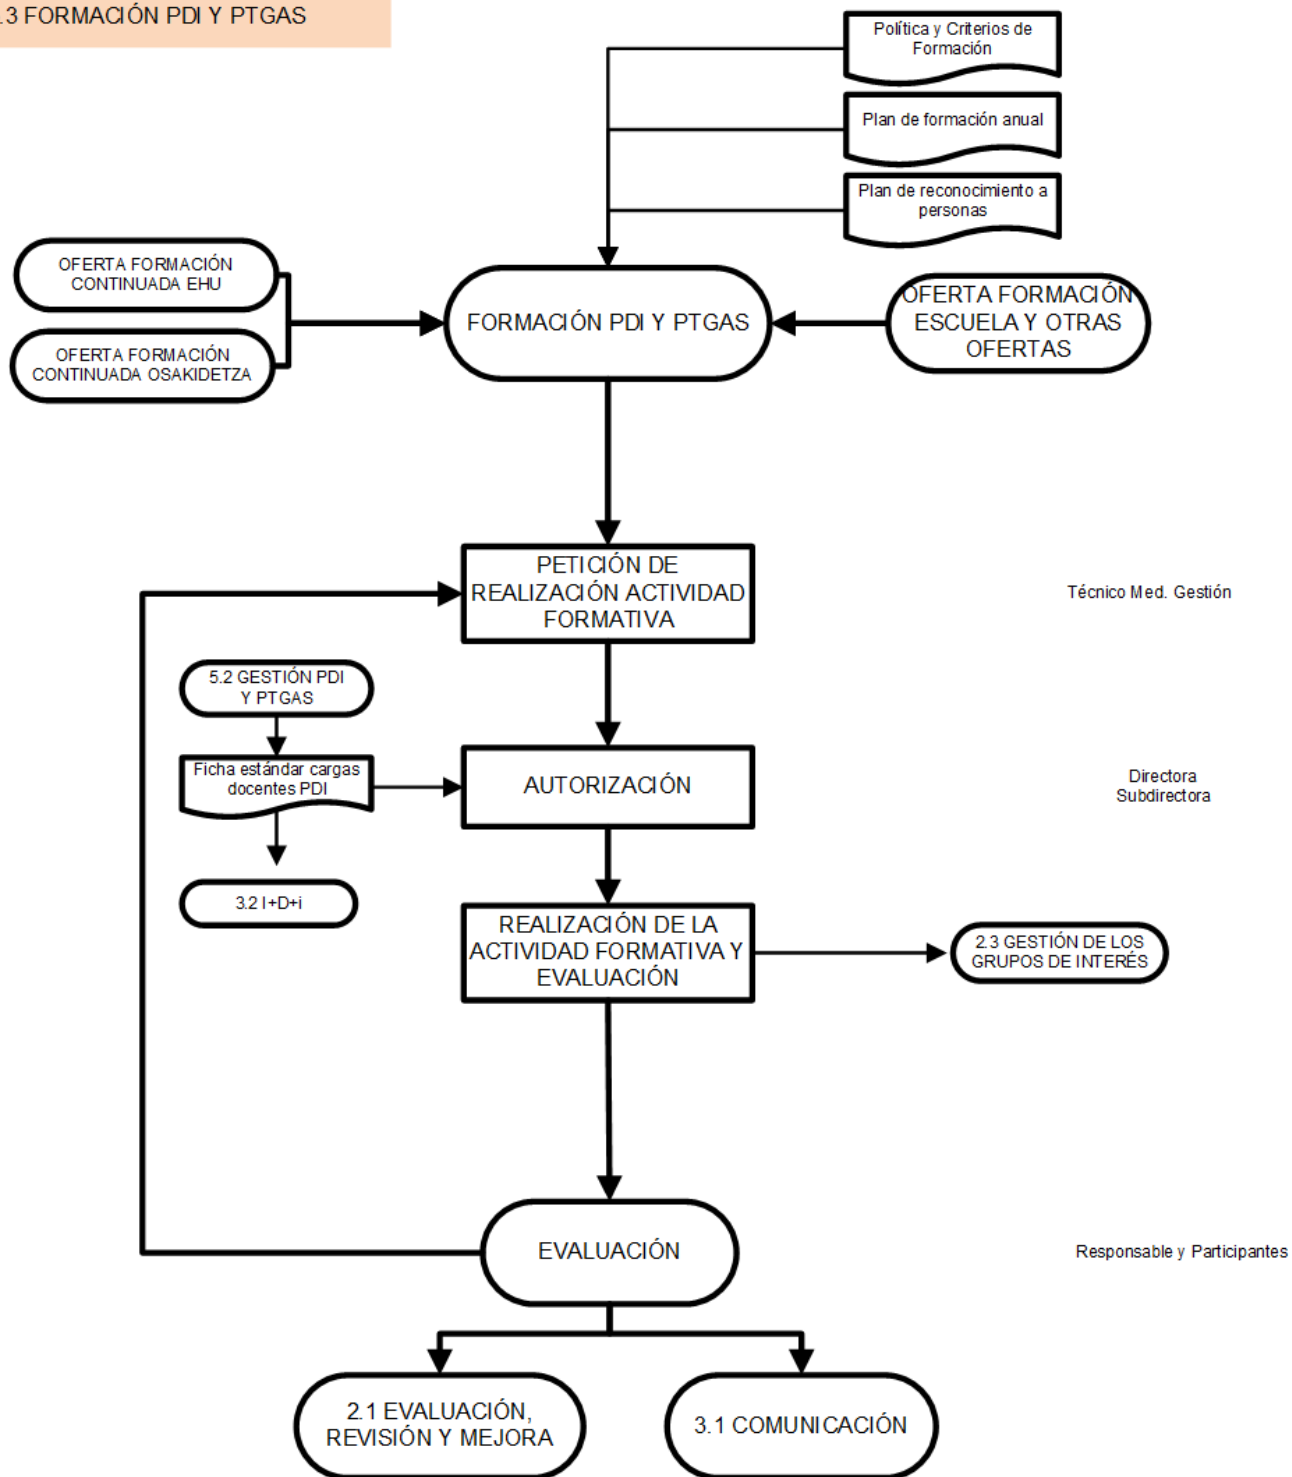 .3 FORMACIÓN PDI Y PTGAS
Política y Criterios de
Formación
Plan de formación anual
Plan de reconocimiento a
personas
OFERTA FORMACIÓN
CONTINUADA EHU
OFERTA FORMACIÓN
CONTINUADA OSAKIDETZA
FORMACIÓN PDI Y PTGAS
OFERTA FORMACIÓN
ESCUELA Y OTRAS
OFERTAS
PETICIÓN DE
REALIZACIÓN ACTIVIDAD
FORMATIVA
Técnico Med. Gestión
5.2 GESTIÓN PDI
Y PTGAS
Ficha estándar cargas
docentes PDI
AUTORIZACIÓN
Directora
Subdirectora
3.2 I+D+i
REALIZACIÓN DE LA
ACTIVIDAD FORMATIVA Y
EVALUACIÓN
2.3 GESTIÓN DE LOS
GRUPOS DE INTERÉS
EVALUACIÓN
Responsable y Participantes
2.1 EVALUACIÓN,
REVISIÓN Y MEJORA
3.1 COMUNICACIÓN